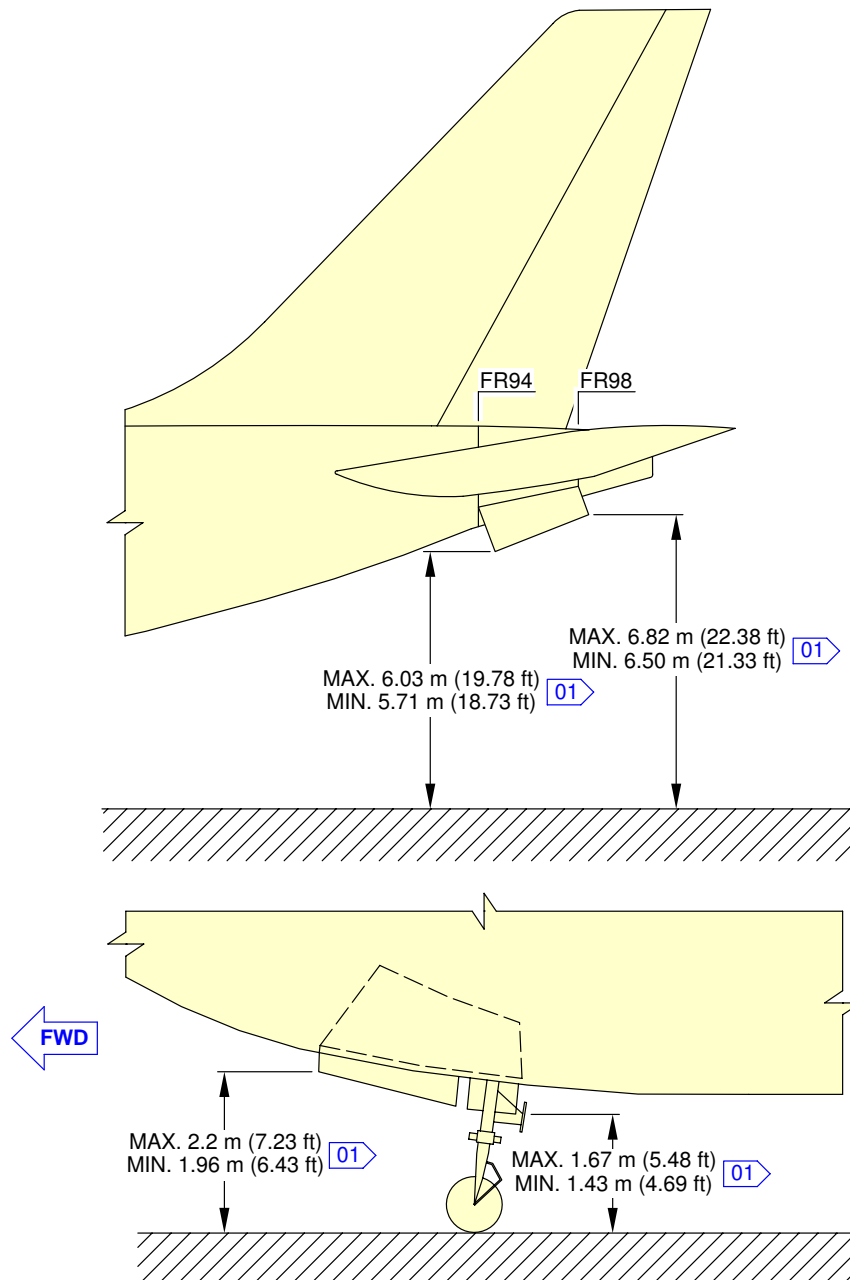 FR94
FR98
MAX. 6.82 m (22.38 ft)
MIN. 6.50 m (21.33 ft)
01
MAX. 6.03 m (19.78 ft)
MIN. 5.71 m (18.73 ft)
01
FWD
MAX. 2.2 m (7.23 ft)
MIN. 1.96 m (6.43 ft)
01
MAX. 1.67 m (5.48 ft)
MIN. 1.43 m (4.69 ft)
01